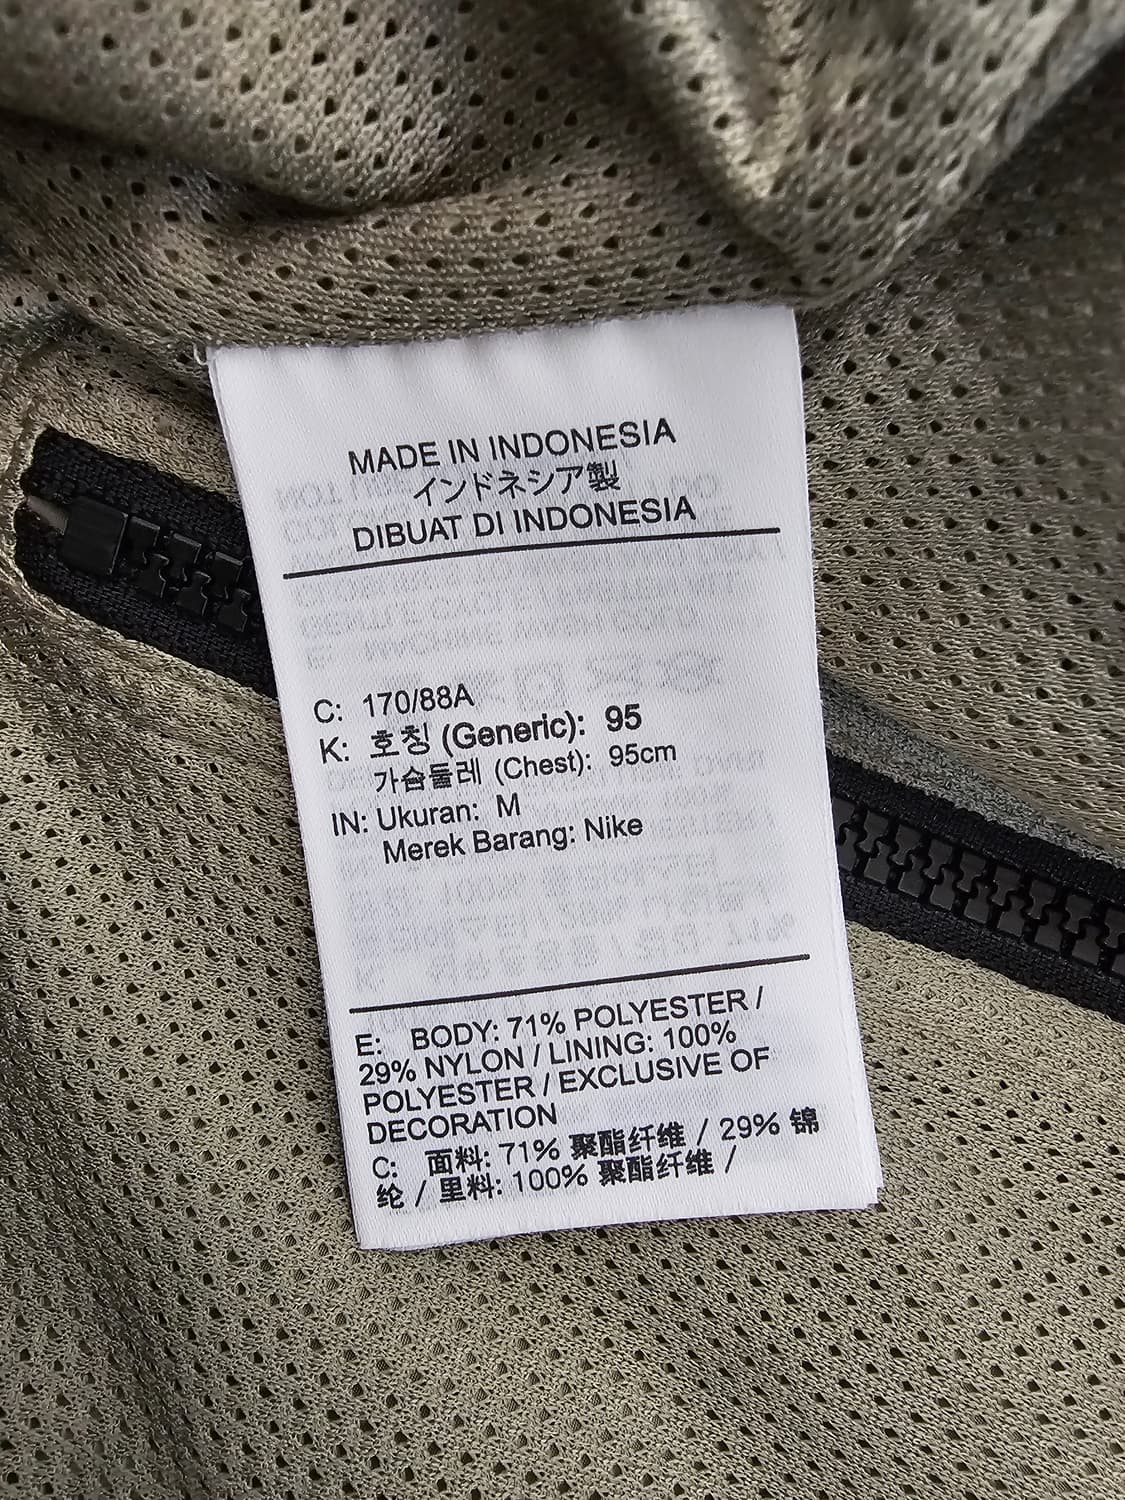 MADE IN INDONESIA
インドネシア製
DIBUAT DI INDONESIA
C: 170/88A
K: 호칭 (Generic): 95
가슴둘레 (Chest): 95cm
IN: Ukuran: M
Merek Barang: Nike
E: BODY: 71% POLYESTER /
29% NYLON / LINING: 100%
POLYESTER / EXCLUSIVE OF
DECORATION
C: 面料: 71% 聚酯纤维 / 29% 锦
纶 / 里料: 100% 聚酯纤维 /